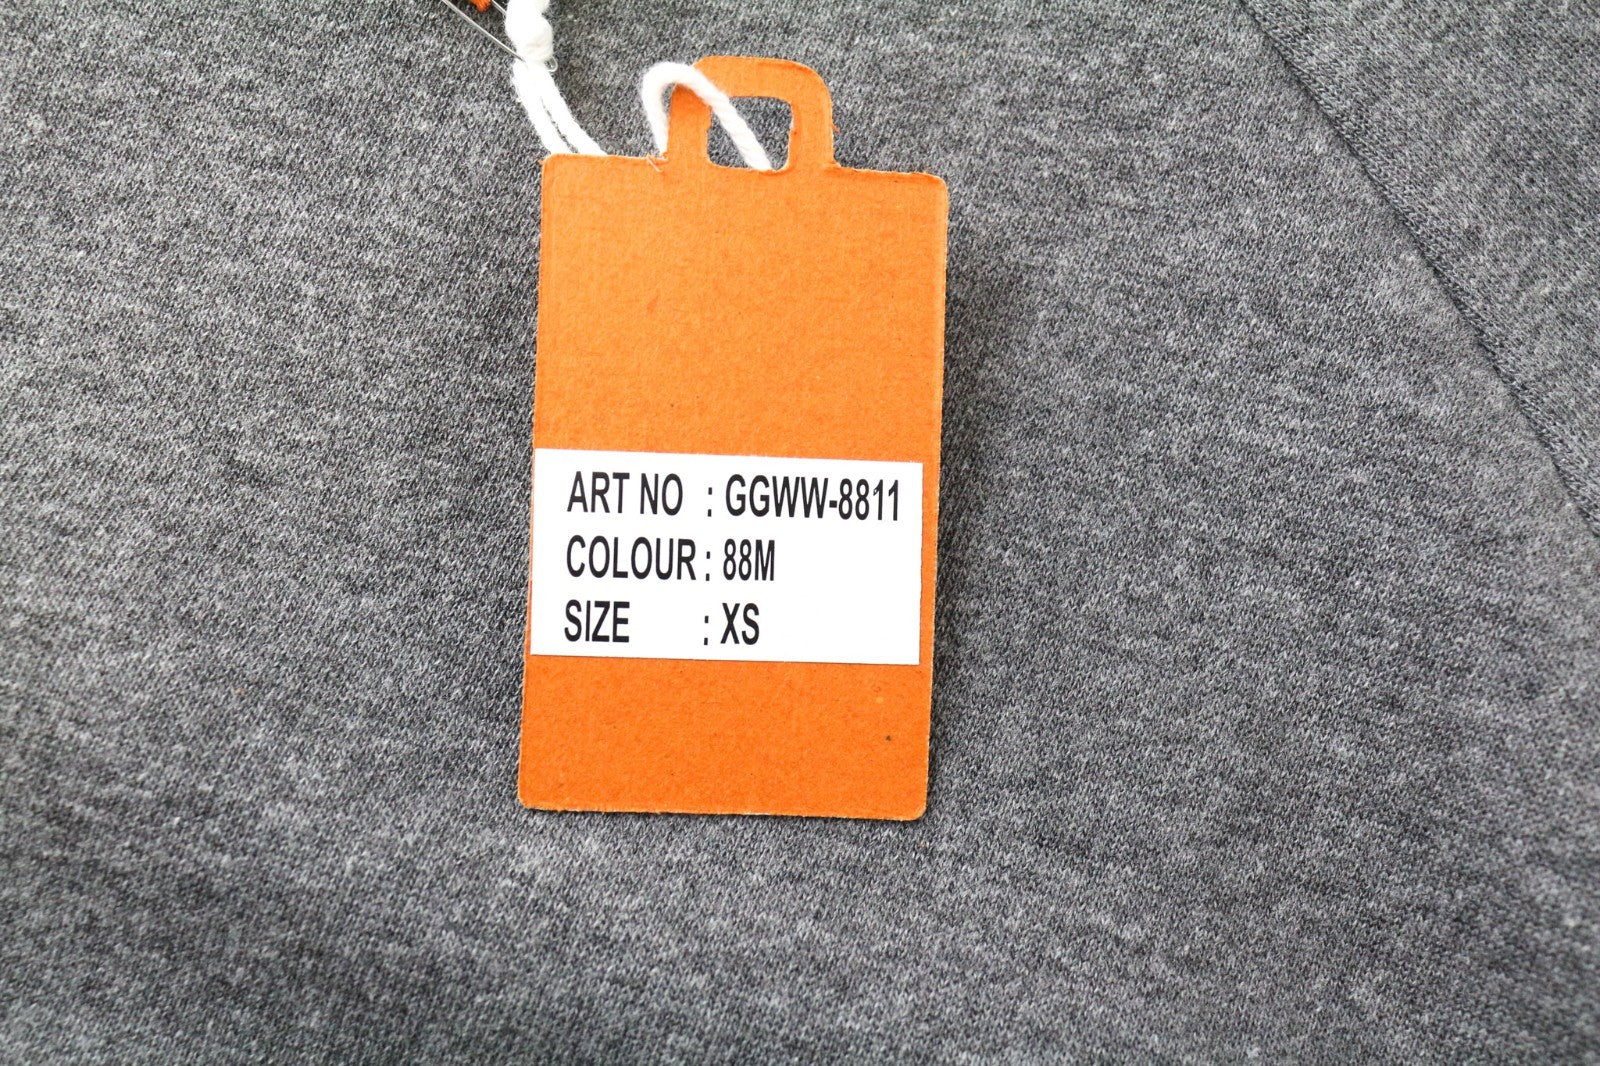 ART NO : GGWW-8811
COLOUR : 88M
SIZE : XS